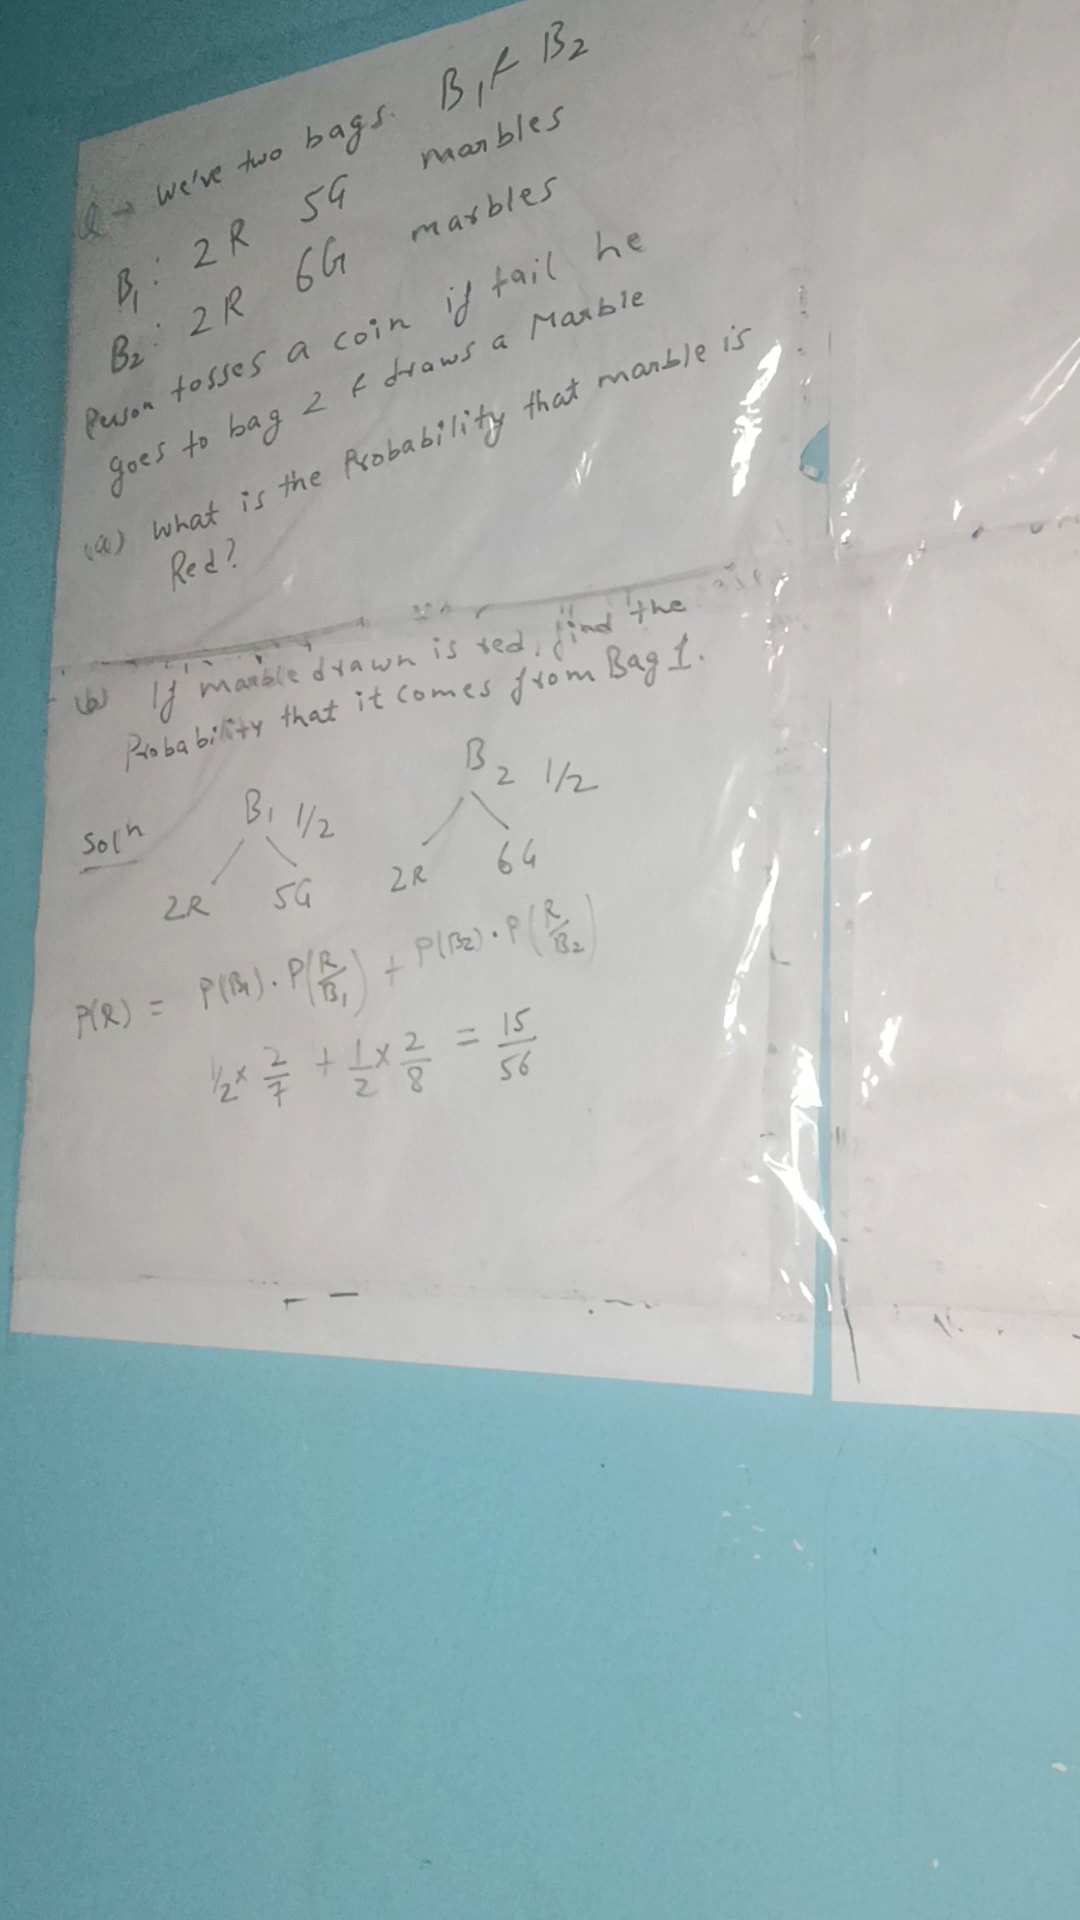 Q → We've two bags. B₁ & B₂
B₁: 2R 5G marbles
B₂: 2R 6G marbles
Person tosses a coin if tail he
goes to bag 2 & draws a Marble
(a) What is the Probability that marble is
Red?
(b) If marble drawn is red, find the
Probability that it comes from Bag 1.
Solⁿ B₁ 1/2 B₂ 1/2
2R 5G 2R 6G
P(R) = P(B₁) · P(R/B₁) + P(B₂) · P(R/B₂)
1/2 × 2/7 + 1/2 × 2/8 = 15/56